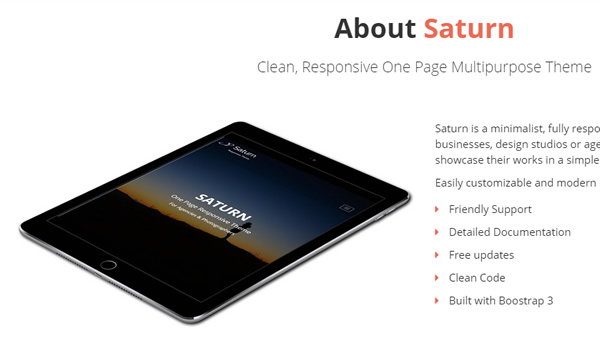 About Saturn
Clean, Responsive One Page Multipurpose Theme
Saturn is a minimalist, fully
businesses, design studios or
showcase their works in a simple
Easily customizable and modern
Friendly Support
Detailed Documentation
Free updates
Clean Code
Built with Boostrap 3
Saturn
SATURN
One Page Responsive Theme
For Agencies & Photographers